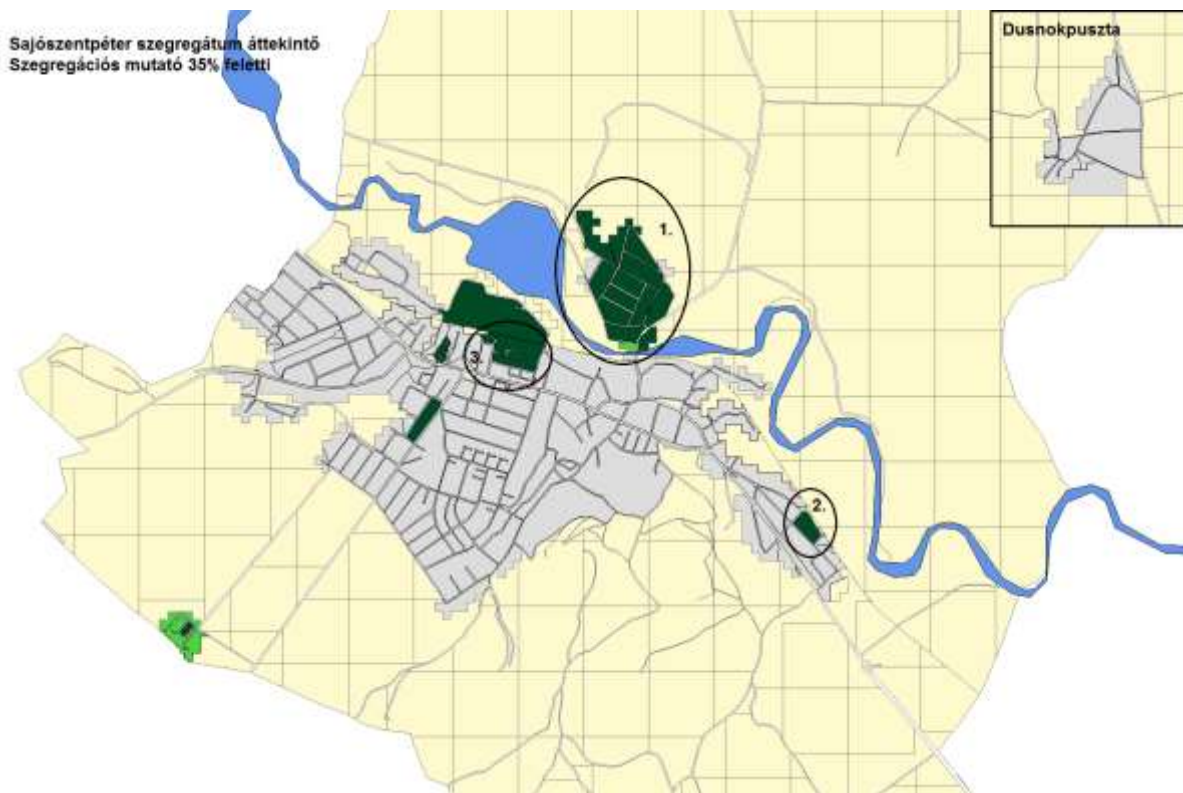 Sajószentpéter szegregátum áttekintő
Szegregációs mutató 35% feletti
Dusnokpuszta
1.
3.
2.